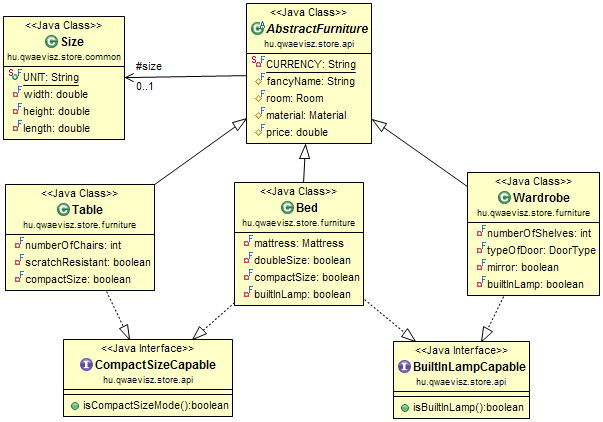 <<Java Class>>
Size
hu.qwaevisz.store.common
UNIT: String
width: double
height: double
length: double
#size
0..1
<<Java Class>>
AbstractFurniture
hu.qwaevisz.store.api
CURRENCY: String
fancyName: String
room: Room
material: Material
price: double
<<Java Class>>
Table
hu.qwaevisz.store.furniture
numberOfChairs: int
scratchResistant: boolean
compactSize: boolean
<<Java Class>>
Bed
hu.qwaevisz.store.furniture
mattress: Mattress
doubleSize: boolean
compactSize: boolean
builtInLamp: boolean
<<Java Class>>
Wardrobe
hu.qwaevisz.store.furniture
numberOfShelves: int
typeOfDoor: DoorType
mirror: boolean
builtInLamp: boolean
<<Java Interface>>
CompactSizeCapable
hu.qwaevisz.store.api
isCompactSizeMode():boolean
<<Java Interface>>
BuiltInLampCapable
hu.qwaevisz.store.api
isBuiltInLamp():boolean